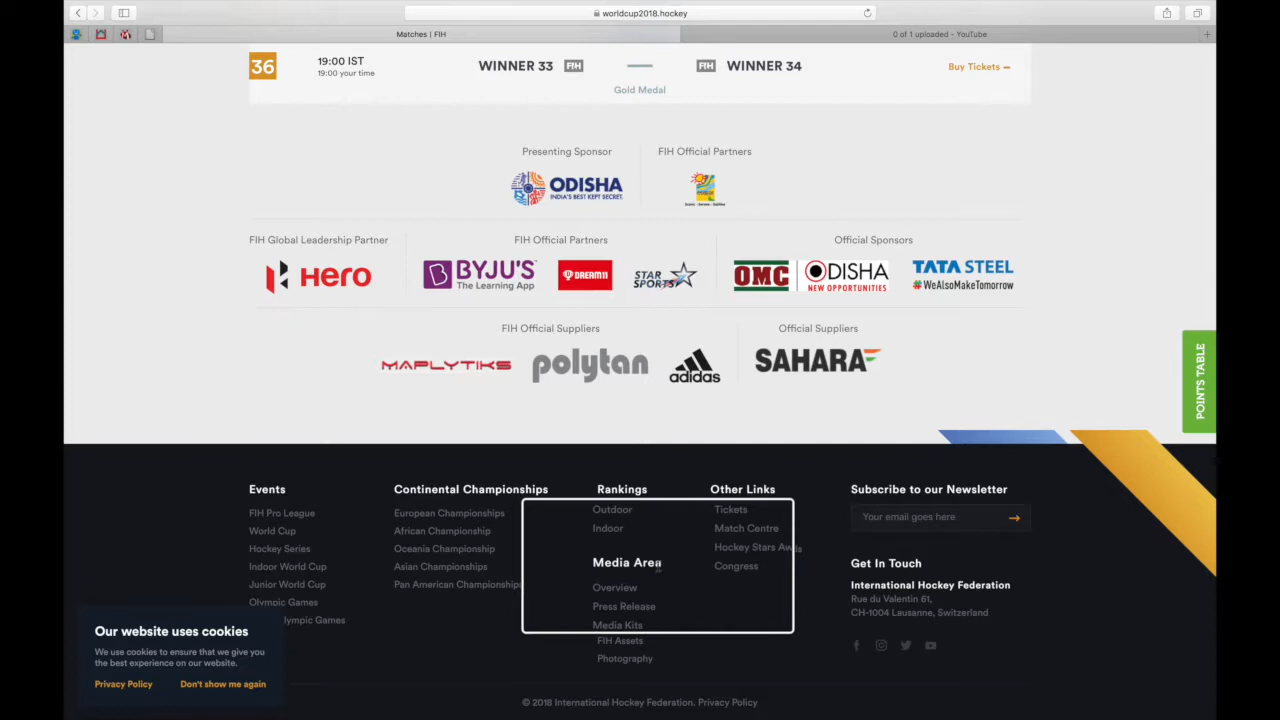 worldcup2018.hockey
Matches | FIH
0 of 1 uploaded - YouTube
36
19:00 IST
19:00 your time
WINNER 33 FIH — FIH WINNER 34
Gold Medal
Buy Tickets
Presenting Sponsor
FIH Official Partners
ODISHA
INDIA'S BEST KEPT SECRET.
FIH Global Leadership Partner
FIH Official Partners
Official Sponsors
Hero
BYJU'S
The Learning App
DREAM11
STAR
SPORTS
OMC
ODISHA
NEW OPPORTUNITIES
TATA STEEL
#WeAlsoMakeTomorrow
FIH Official Suppliers
Official Suppliers
MAPLYTIKS
polytan
adidas
SAHARA
POINTS TABLE
Events
FIH Pro League
World Cup
Hockey Series
Indoor World Cup
Junior World Cup
Olympic Games
lympic Games
Continental Championships
European Championships
African Championship
Oceania Championship
Asian Championships
Pan American Championships
Rankings
Outdoor
Indoor
Media Area
Overview
Press Release
Media Kits
FIH Assets
Photography
Other Links
Tickets
Match Centre
Hockey Stars Awards
Congress
Subscribe to our Newsletter
Your email goes here
Get In Touch
International Hockey Federation
Rue du Valentin 61,
CH-1004 Lausanne, Switzerland
Our website uses cookies
We use cookies to ensure that we give you
the best experience on our website.
Privacy Policy
Don't show me again
© 2018 International Hockey Federation. Privacy Policy